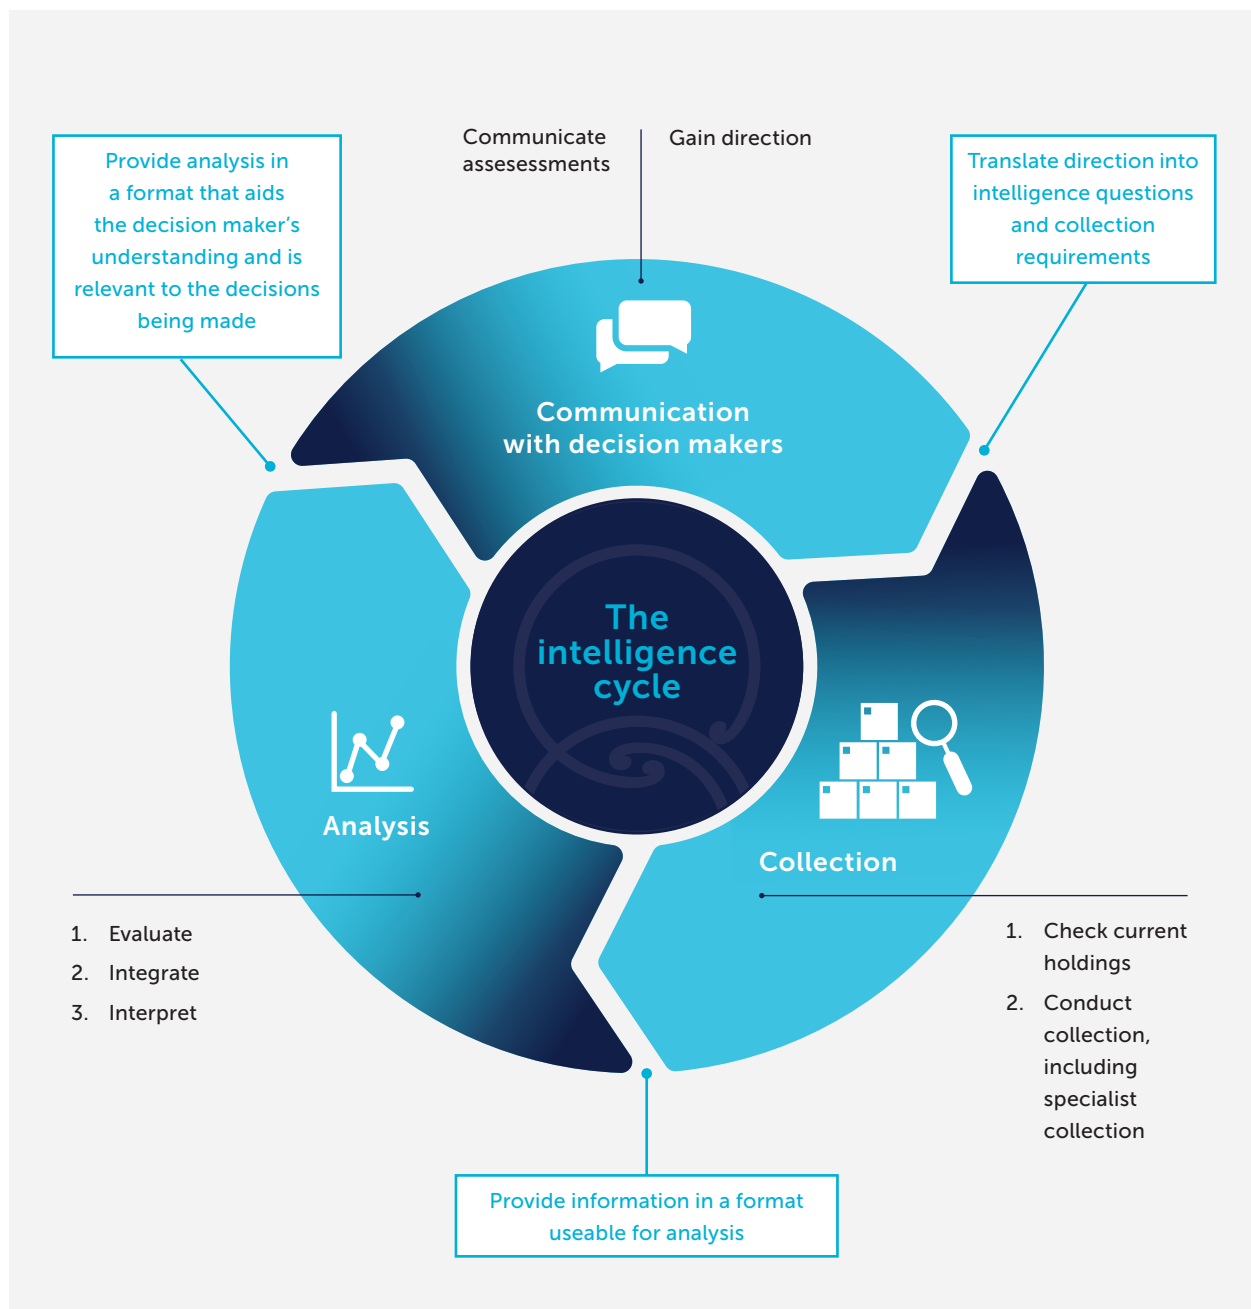 Communicate
assesessments
Gain direction
Provide analysis in
a format that aids
the decision maker’s
understanding and is
relevant to the decisions
being made
Translate direction into
intelligence questions
and collection
requirements
Communication
with decision makers
The
intelligence
cycle
Analysis
Collection
1. Evaluate
2. Integrate
3. Interpret
1. Check current
holdings
2. Conduct
collection,
including
specialist
collection
Provide information in a format
useable for analysis